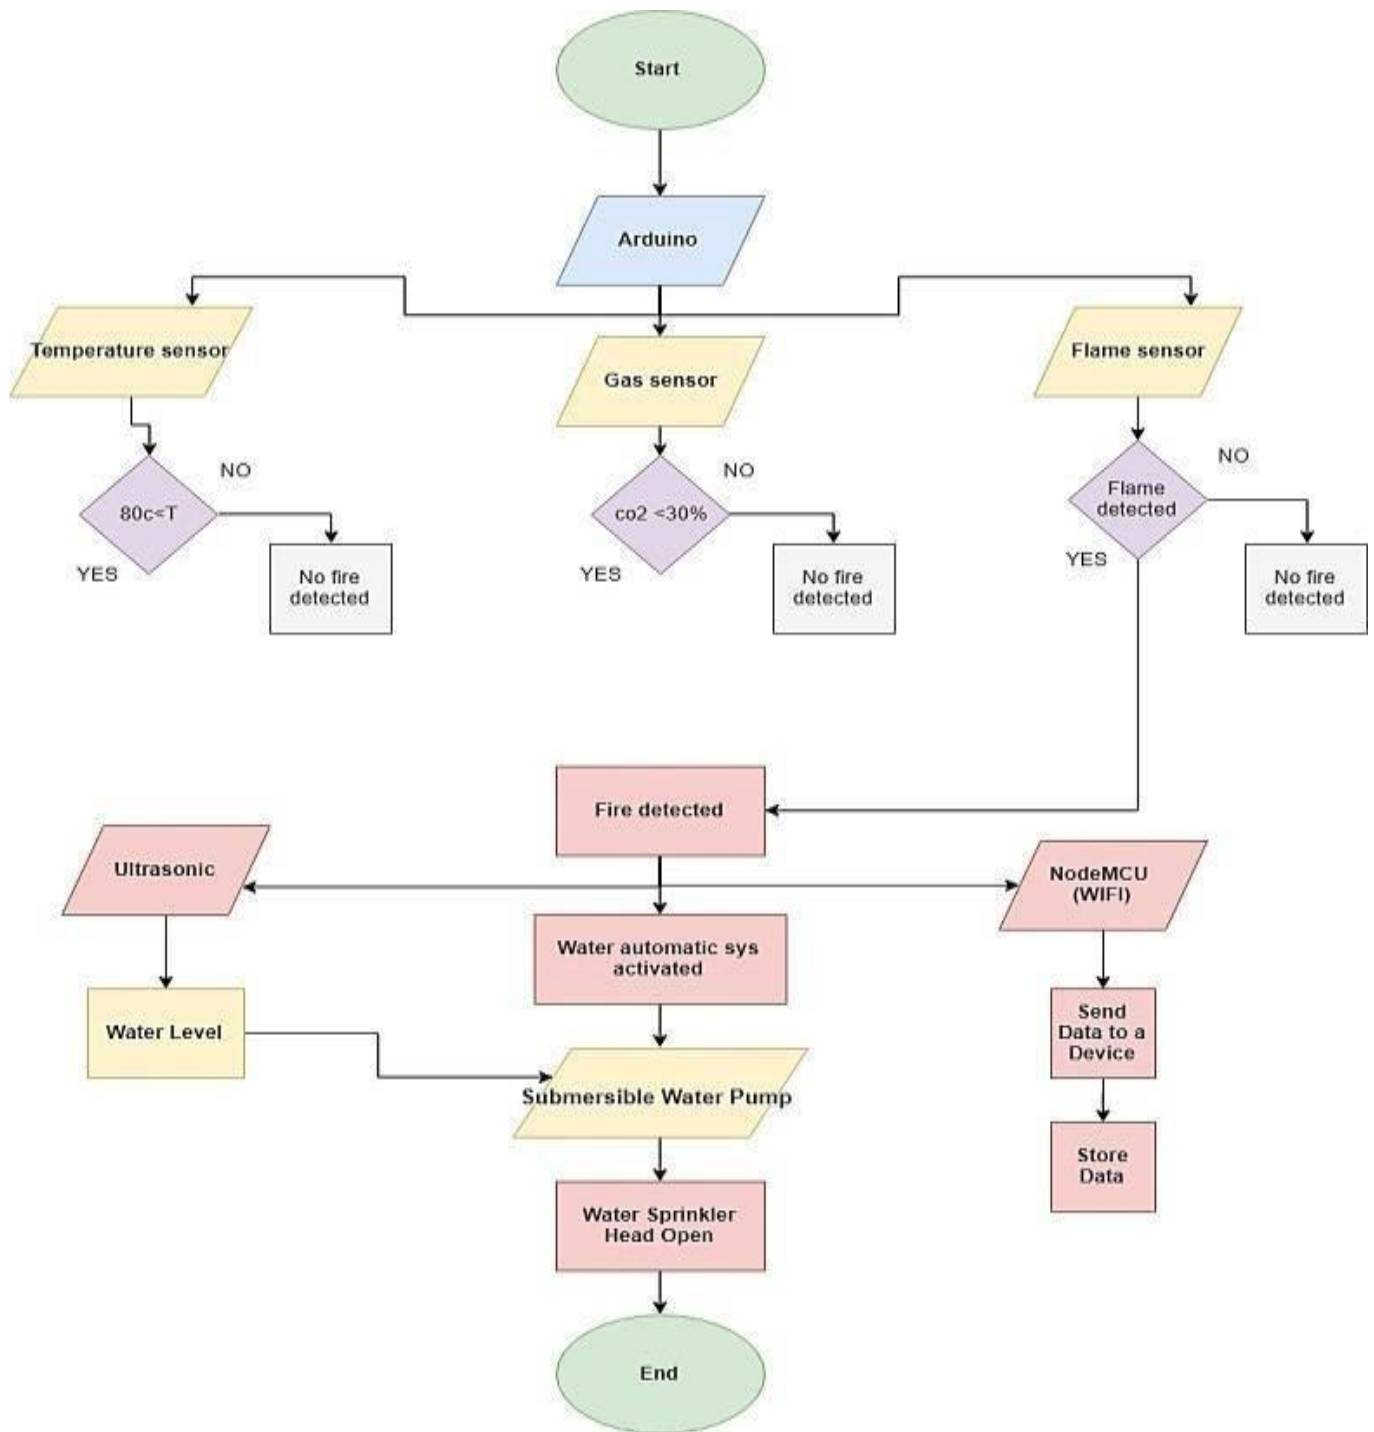 Start
Arduino
Temperature sensor
Gas sensor
Flame sensor
80c<T
NO
YES
No fire
detected
co2 <30%
NO
YES
No fire
detected
Flame
detected
NO
YES
No fire
detected
Fire detected
Ultrasonic
NodeMCU
(WIFI)
Water automatic sys
activated
Water Level
Send
Data to a
Device
Submersible Water Pump
Store
Data
Water Sprinkler
Head Open
End